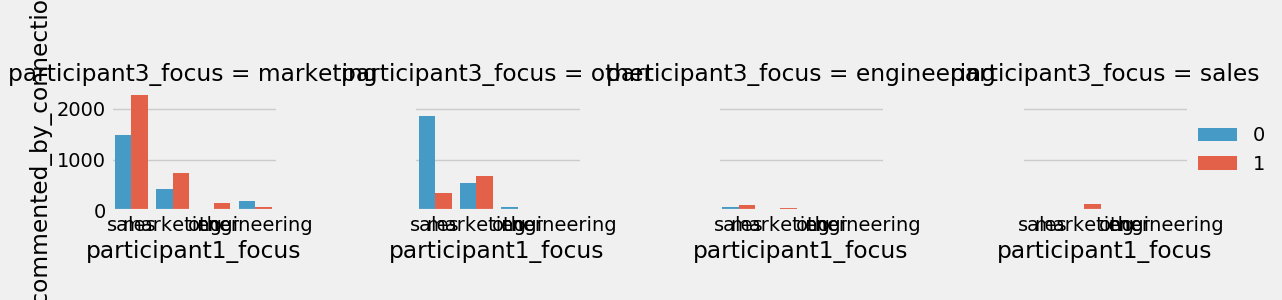 commented_by_connectio
participant3_focus = marketing
participant3_focus = other
participant3_focus = engineering
participant3_focus = sales
2000
1000
0
0
1
sales marketing other engineering
sales marketing other engineering
sales marketing other engineering
sales marketing other engineering
participant1_focus
participant1_focus
participant1_focus
participant1_focus